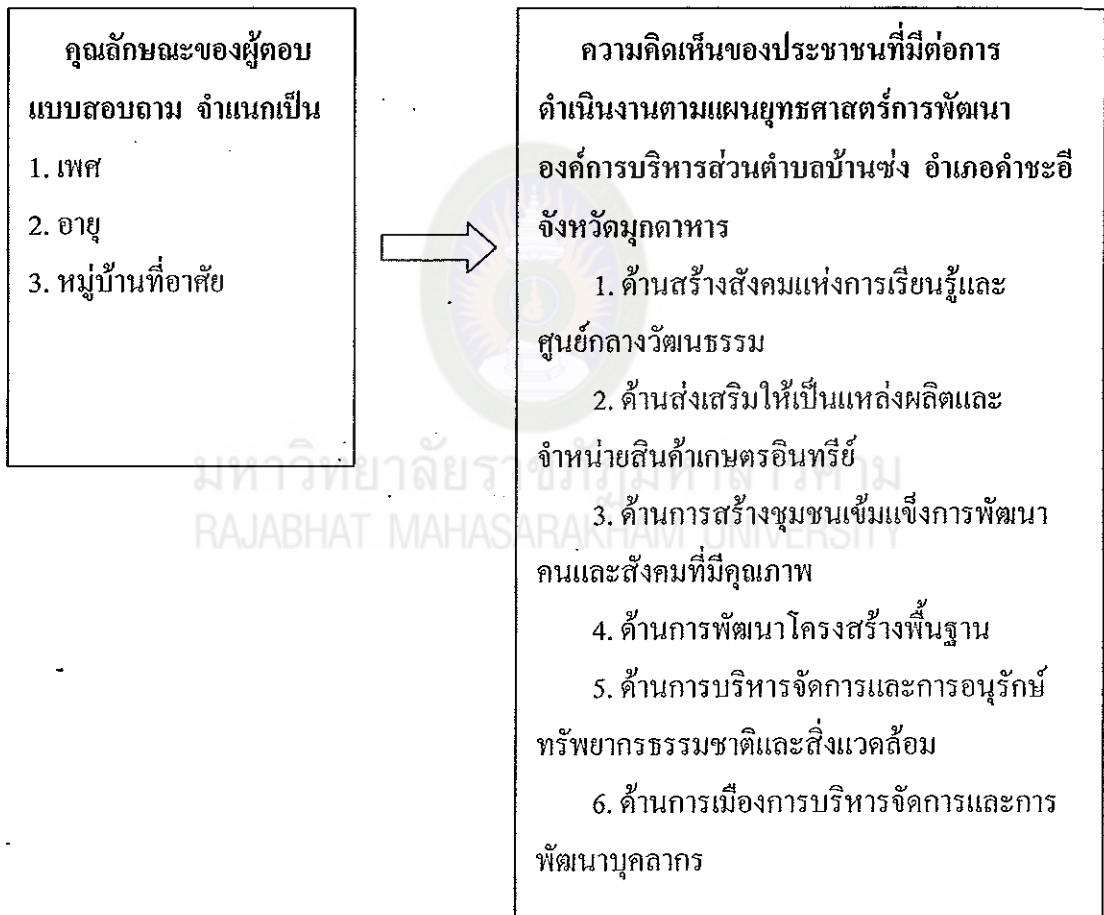 คุณลักษณะของผู้ตอบ
แบบสอบถาม จำแนกเป็น
1. เพศ
2. อายุ
3. หมู่บ้านที่อาศัย
ความคิดเห็นของประชาชนที่มีต่อการ
ดำเนินงานตามแผนยุทธศาสตร์การพัฒนา
องค์การบริหารส่วนตำบลบ้านซ่ง อำเภอคำชะอี
จังหวัดมุกดาหาร
1. ด้านสร้างสังคมแห่งการเรียนรู้และ
ศูนย์กลางวัฒนธรรม
2. ด้านส่งเสริมให้เป็นแหล่งผลิตและ
จำหน่ายสินค้าเกษตรอินทรีย์
3. ด้านการสร้างชุมชนเข้มแข็งการพัฒนา
คนและสังคมที่มีคุณภาพ
4. ด้านการพัฒนาโครงสร้างพื้นฐาน
5. ด้านการบริหารจัดการและการอนุรักษ์
ทรัพยากรธรรมชาติและสิ่งแวดล้อม
6. ด้านการเมืองการบริหารจัดการและการ
พัฒนาบุคลากร
มหาวิทยาลัยราชภัฏมหาสารคาม
RAJABHAT MAHASARAKHAM UNIVERSITY